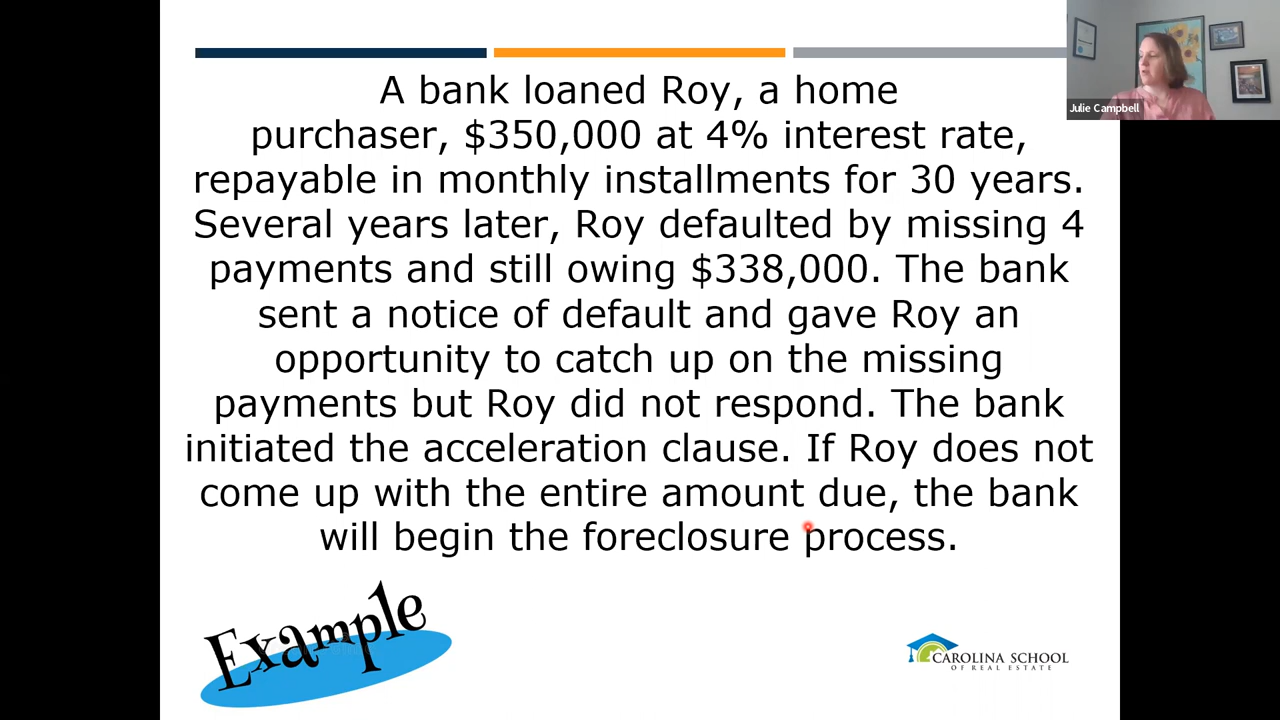 A bank loaned Roy, a home
purchaser, $350,000 at 4% interest rate,
repayable in monthly installments for 30 years.
Several years later, Roy defaulted by missing 4
payments and still owing $338,000. The bank
sent a notice of default and gave Roy an
opportunity to catch up on the missing
payments but Roy did not respond. The bank
initiated the acceleration clause. If Roy does not
come up with the entire amount due, the bank
will begin the foreclosure process.
Julie Campbell
Example
CAROLINA SCHOOL
OF REAL ESTATE